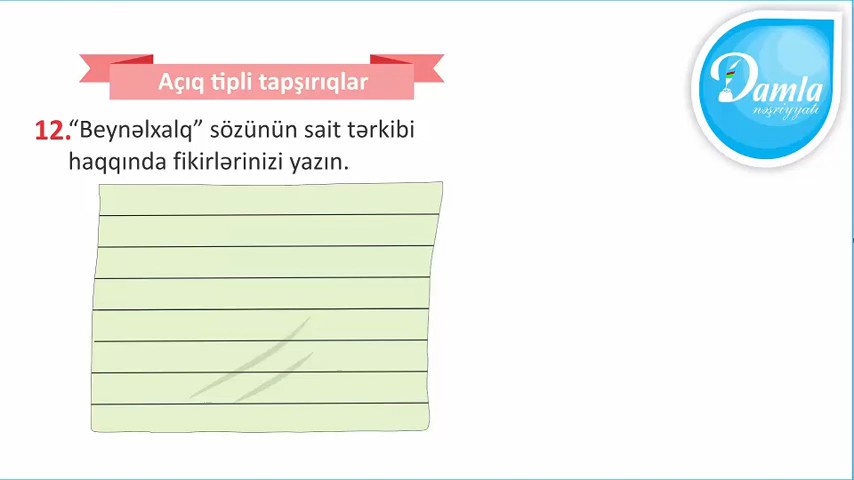 Açıq tipli tapşırıqlar
12. “Beynəlxalq” sözünün sait tərkibi
haqqında fikirlərinizi yazın.
Damla
nəşriyyatı